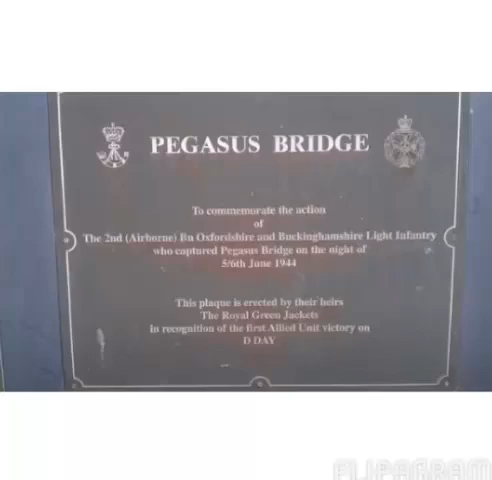 PEGASUS BRIDGE
To commemorate the action
of
The 2nd (Airborne) Bn Oxfordshire and Buckinghamshire Light Infantry
who captured Pegasus Bridge on the night of
5/6th June 1944
This plaque is erected by their heirs
The Royal Green Jackets
in recognition of the first Allied Unit victory on
D DAY
FLIPAGRAM